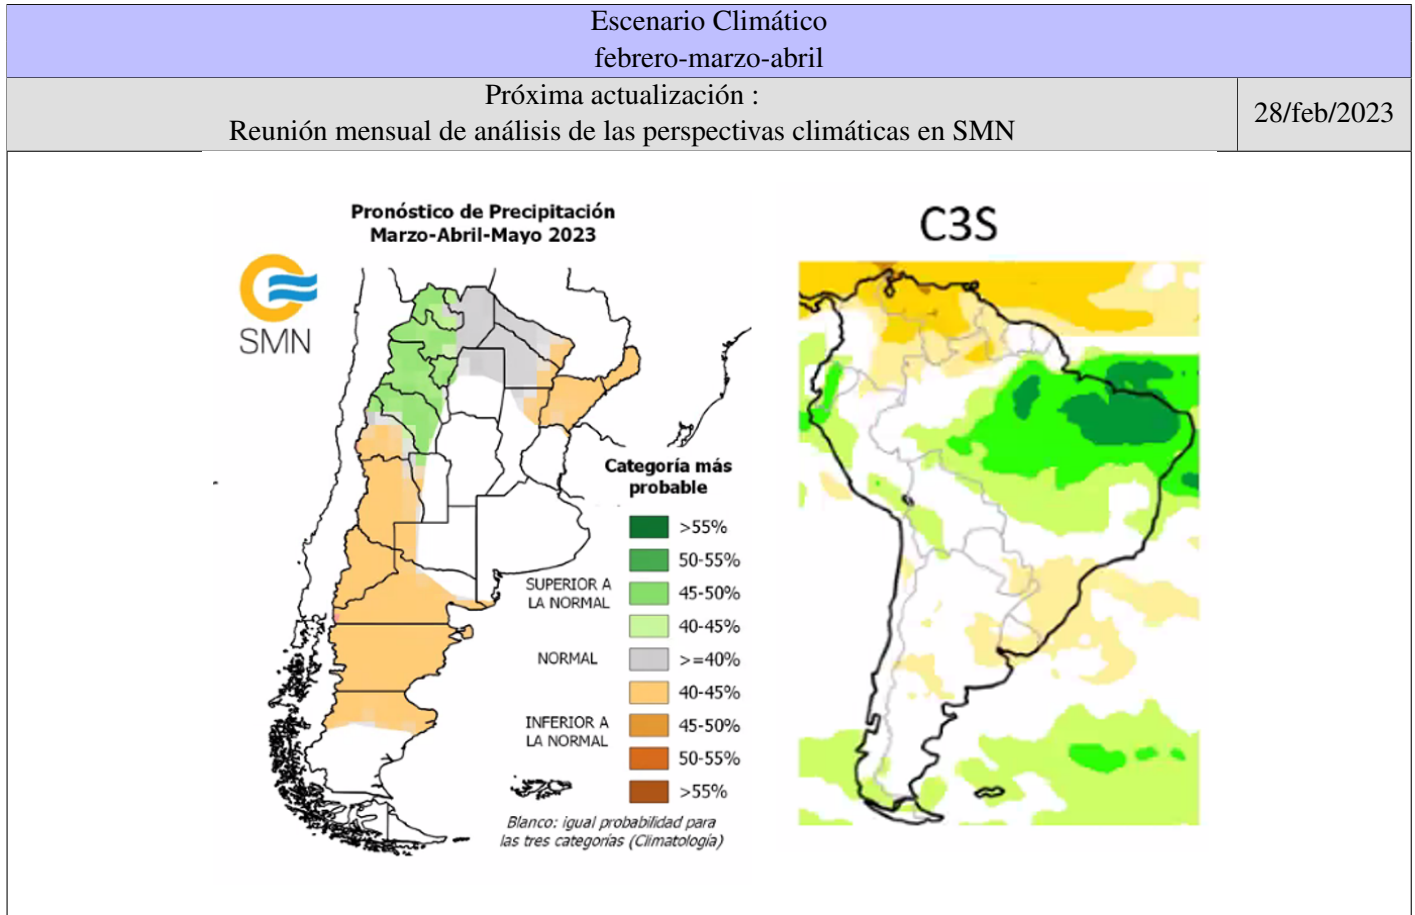 Escenario Climático
febrero-marzo-abril
Próxima actualización :
Reunión mensual de análisis de las perspectivas climáticas en SMN
28/feb/2023
Pronóstico de Precipitación
Marzo-Abril-Mayo 2023
SMN
C3S
Categoría más
probable
>55%
50-55%
SUPERIOR A
LA NORMAL
45-50%
40-45%
NORMAL
>=40%
40-45%
INFERIOR A
LA NORMAL
45-50%
50-55%
>55%
Blanco: igual probabilidad para
las tres categorías (Climatología)